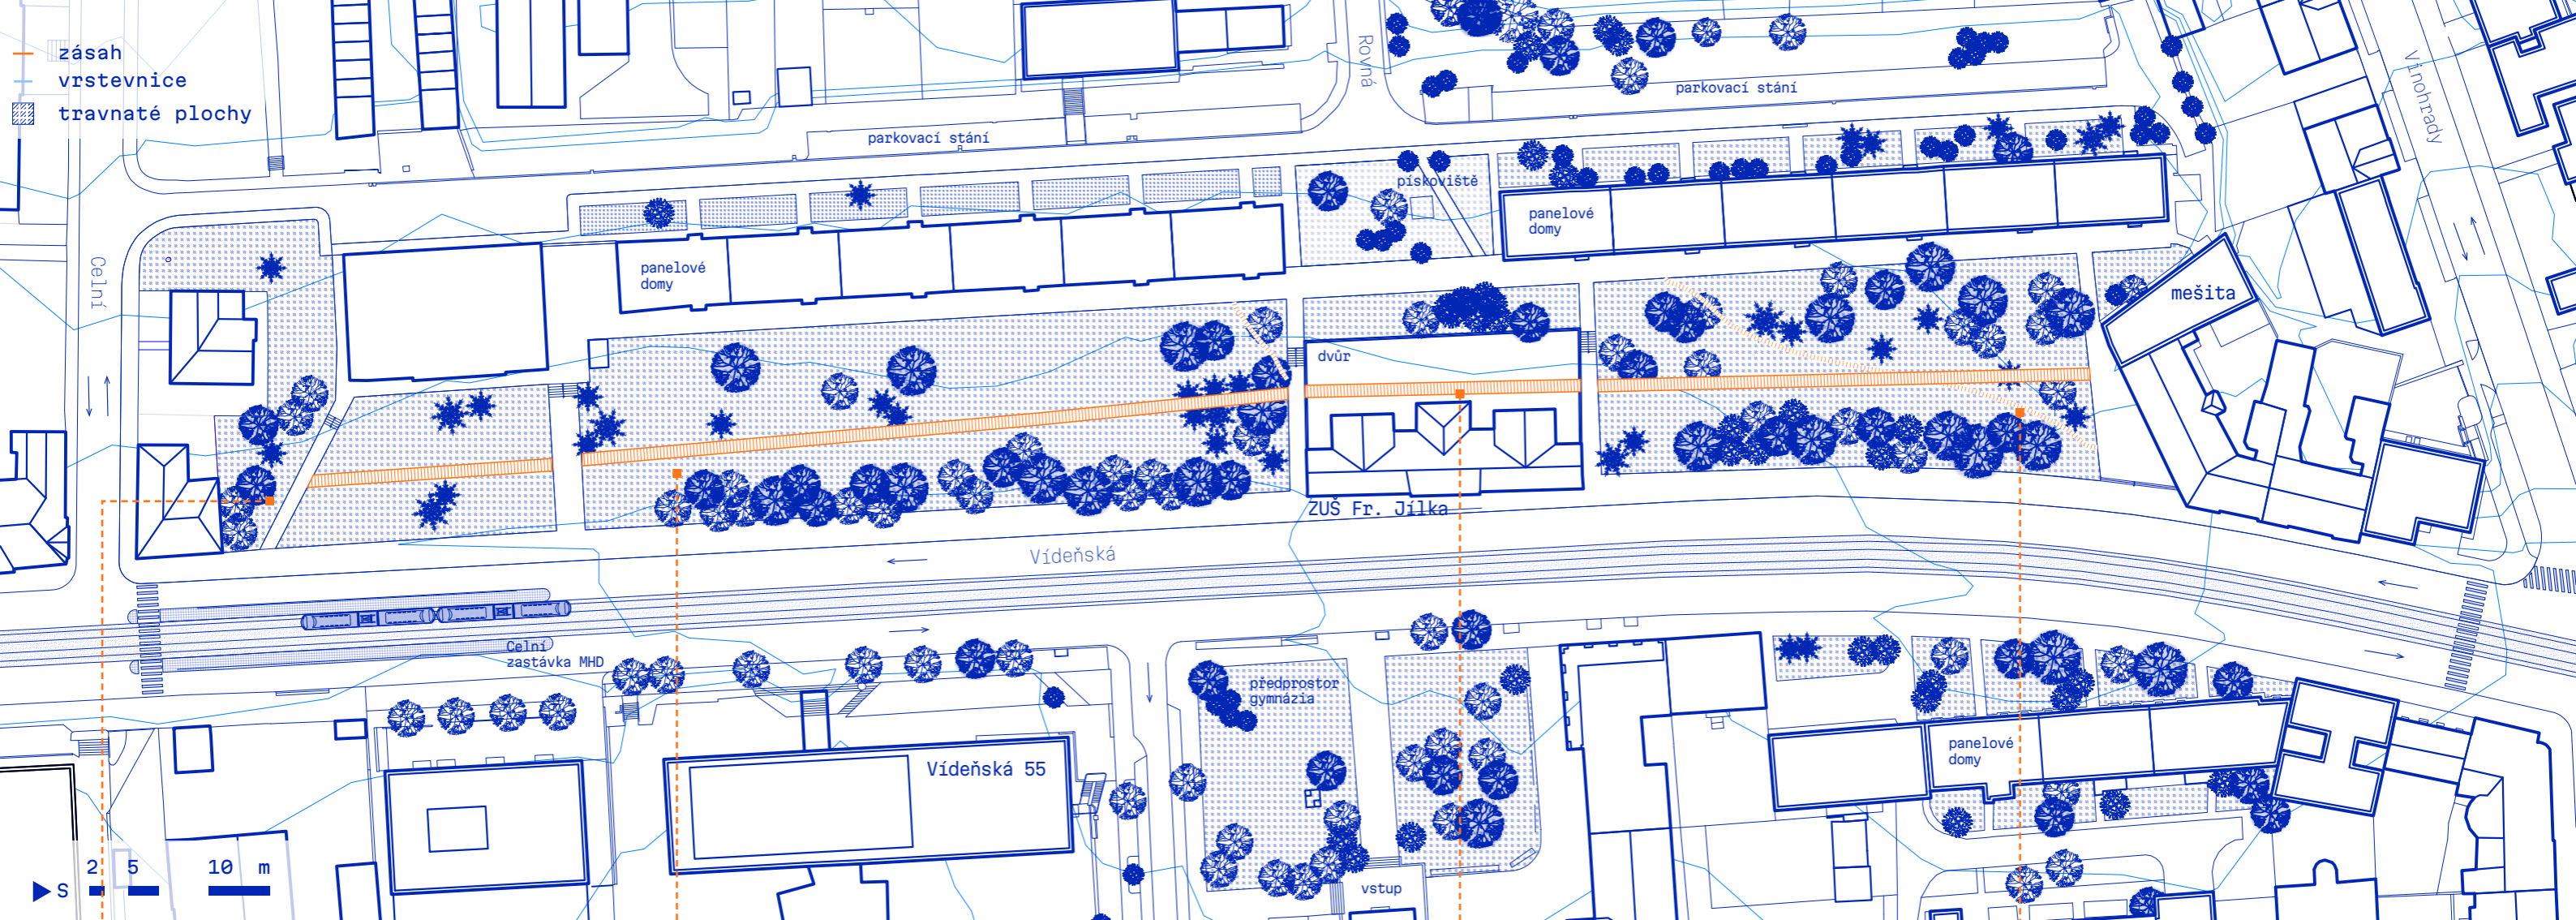 zásah
vrstevnice
travnaté plochy
Rovná
parkovací stání
Vinohrady
parkovací stání
pískoviště
panelové
domy
Celní
panelové
domy
mešita
dvůr
ZUŠ Fr. Jílka
Vídeňská
Celní
zastávka MHD
předprostor
gymnázia
panelové
domy
Vídeňská 55
vstup
2 5 10 m
S